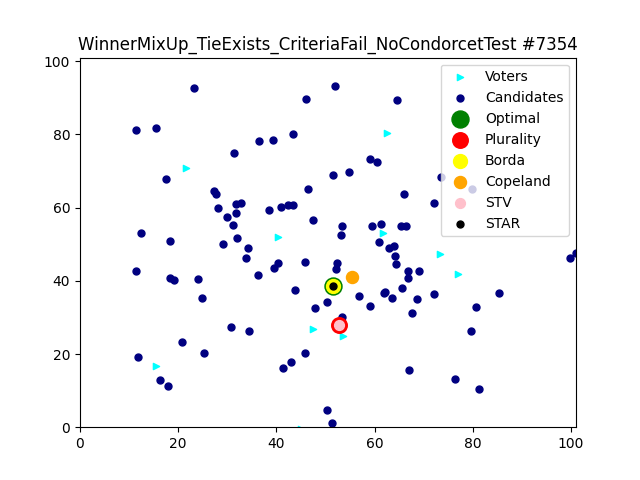 WinnerMixUp_TieExists_CriteriaFail_NoCondorcetTest #7354
100
80
60
40
20
0
0 20 40 60 80 100
Voters
Candidates
Optimal
Plurality
Borda
Copeland
STV
STAR